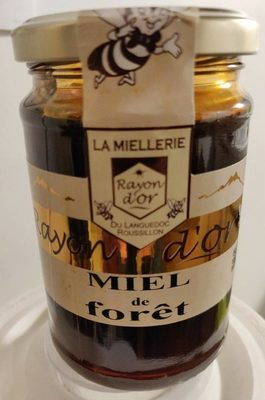 LA MIELLERIE
Rayon
d'or
DU LANGUEDOC
ROUSSILLON
Rayon d'or
MIEL
de
forêt